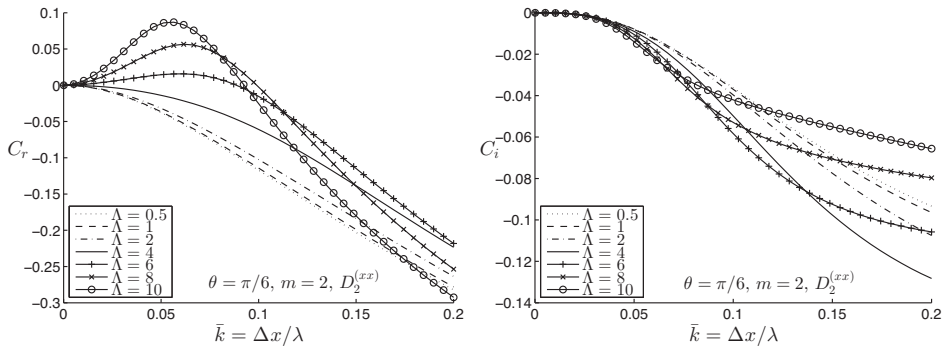 0.1
0.05
0
-0.05
-0.1
-0.15
-0.2
-0.25
-0.3
C_r
Λ = 0.5
Λ = 1
Λ = 2
Λ = 4
Λ = 6
Λ = 8
Λ = 10
θ = π/6, m = 2, D_2^{(xx)}
0 0.05 0.1 0.15 0.2
k̄ = Δx/λ
-0
-0.02
-0.04
-0.06
-0.08
-0.1
-0.12
-0.14
C_i
Λ = 0.5
Λ = 1
Λ = 2
Λ = 4
Λ = 6
Λ = 8
Λ = 10
θ = π/6, m = 2, D_2^{(xx)}
0 0.05 0.1 0.15 0.2
k̄ = Δx/λ